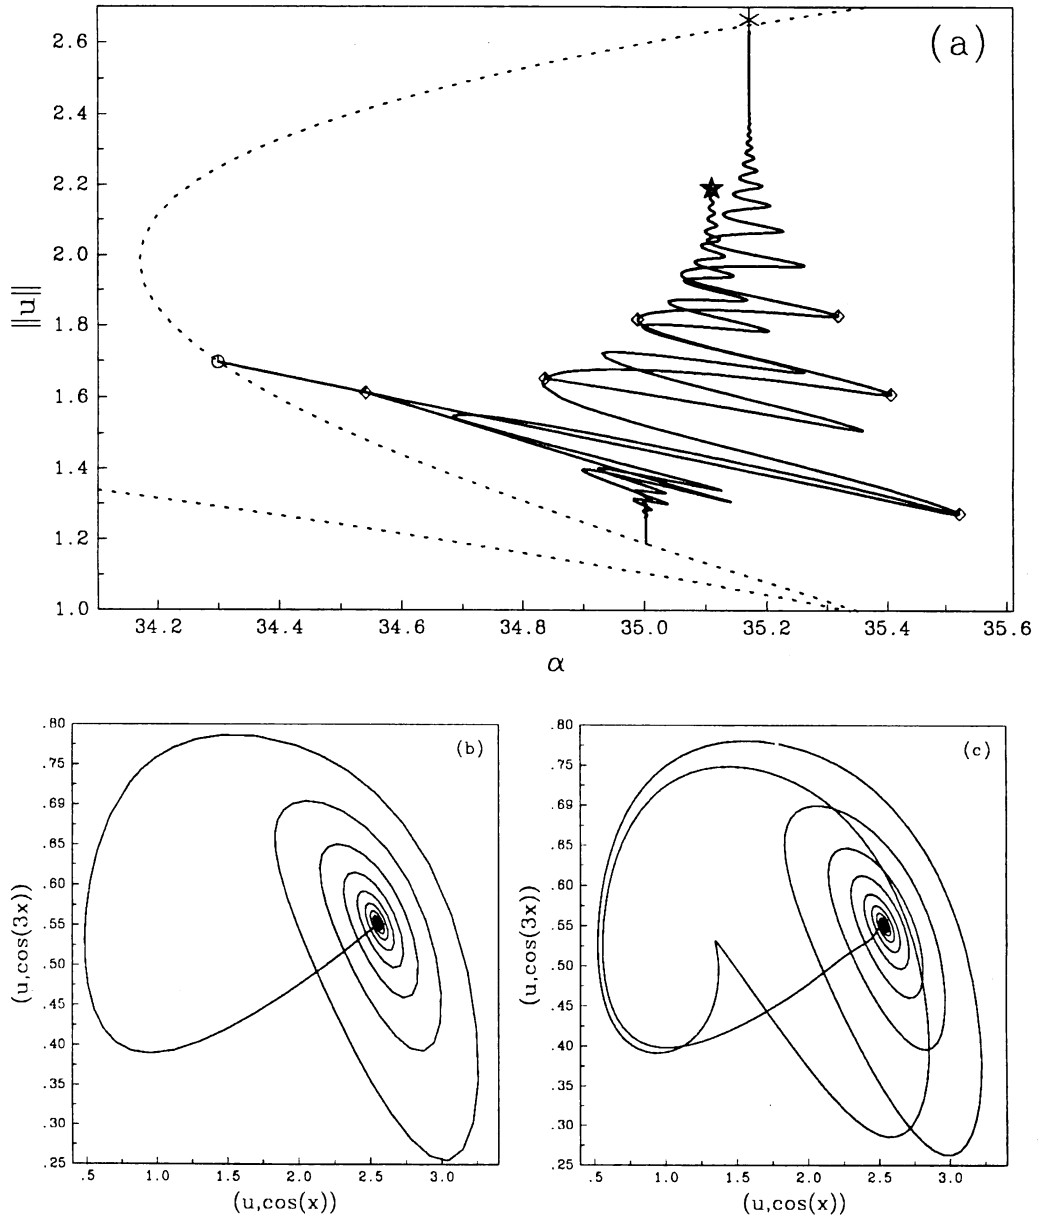 (a)
2.6
2.4
2.2
2.0
1.8
1.6
1.4
1.2
1.0
||u||
34.2 34.4 34.6 34.8 35.0 35.2 35.4 35.6
α
(b)
.80
.75
.69
.65
.60
.55
.50
.45
.40
.35
.30
.25
(u,cos(3x))
.5 1.0 1.5 2.0 2.5 3.0
(u,cos(x))
(c)
.80
.75
.69
.65
.60
.55
.50
.45
.40
.35
.30
.25
(u,cos(3x))
.5 1.0 1.5 2.0 2.5 3.0
(u,cos(x))